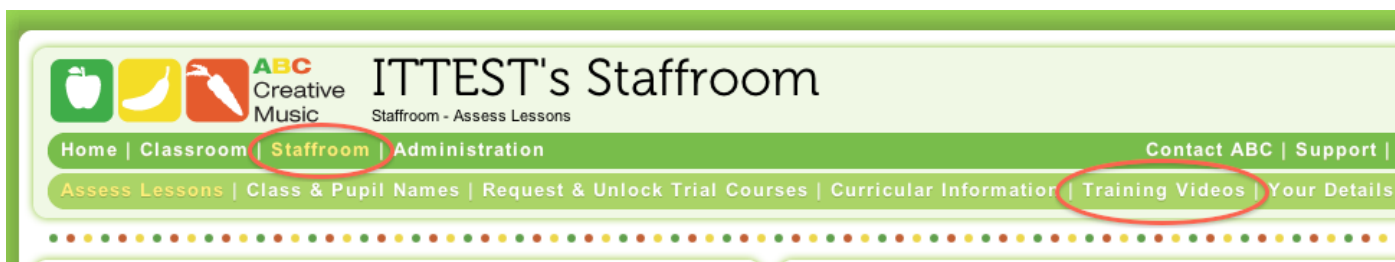 ABC
Creative
Music
ITTEST's Staffroom
Staffroom - Assess Lessons
Home | Classroom | Staffroom | Administration
Contact ABC | Support |
Assess Lessons | Class & Pupil Names | Request & Unlock Trial Courses | Curricular Information | Training Videos | Your Details